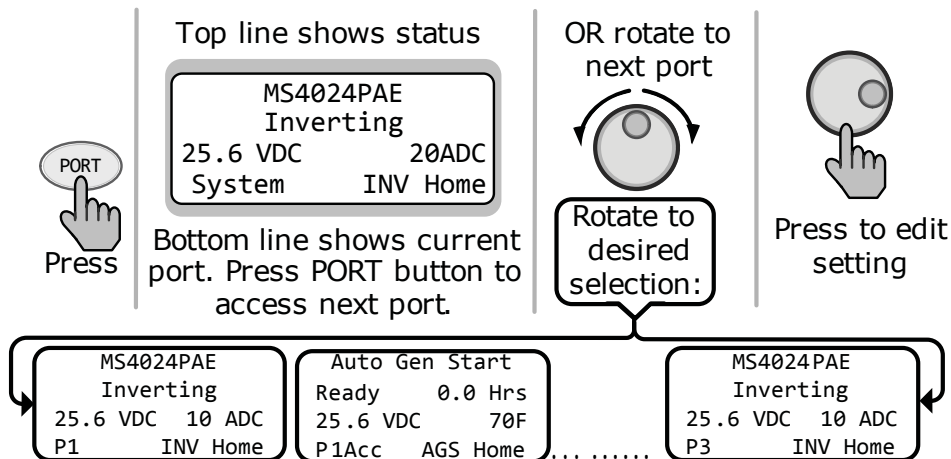 PORT
Press
Top line shows status
MS4024PAE
Inverting
25.6 VDC 20ADC
System INV Home
Bottom line shows current
port. Press PORT button to
access next port.
OR rotate to
next port
Rotate to
desired
selection:
Press to edit
setting
MS4024PAE
Inverting
25.6 VDC 10 ADC
P1 INV Home
Auto Gen Start
Ready 0.0 Hrs
25.6 VDC 70F
P1Acc AGS Home
... ......
MS4024PAE
Inverting
25.6 VDC 10 ADC
P3 INV Home